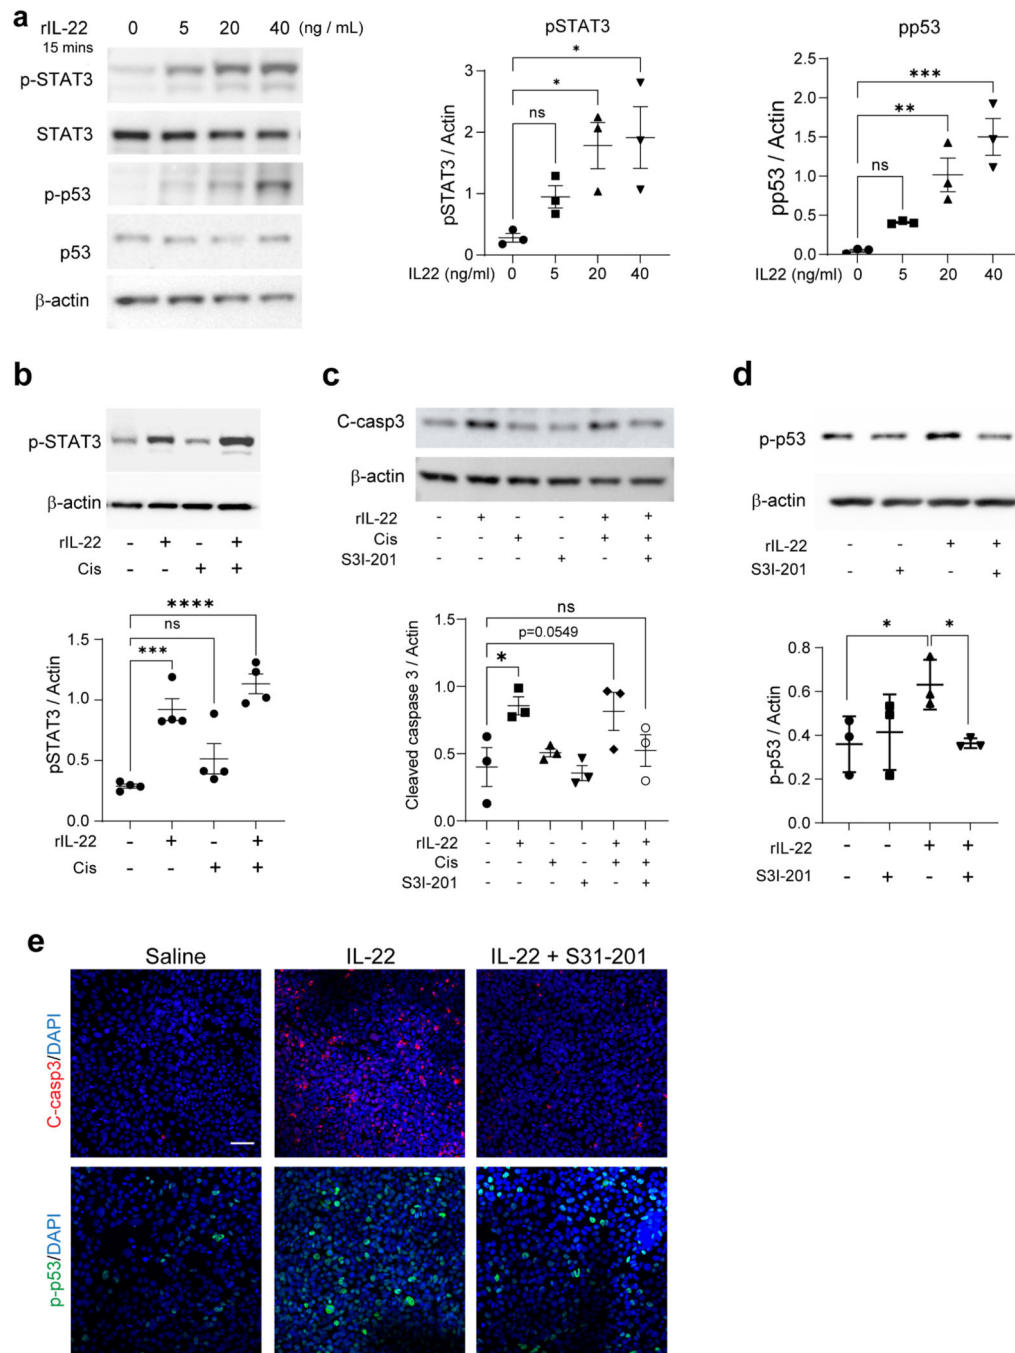 a
rIL-22 0 5 20 40 (ng / mL)
15 mins
p-STAT3
STAT3
p-p53
p53
β-actin
pSTAT3
pSTAT3 / Actin
3
2
1
0
ns
*
*
IL22 (ng/ml) 0 5 20 40
pp53
pp53 / Actin
2.5
2.0
1.5
1.0
0.5
0.0
ns
**
***
IL22 (ng/ml) 0 5 20 40
b
p-STAT3
β-actin
rIL-22 - + - +
Cis - - + +
pSTAT3 / Actin
1.5
1.0
0.5
0.0
****
ns
***
rIL-22 - + - +
Cis - - + +
c
C-casp3
β-actin
rIL-22 - + - - + +
Cis - - + - + +
S3I-201 - - - + - +
Cleaved caspase 3 / Actin
1.5
1.0
0.5
0.0
ns
p=0.0549
*
rIL-22 - + - - + +
Cis - - + - + +
S3I-201 - - - + - +
d
p-p53
β-actin
rIL-22 - - + +
S3I-201 - + - +
p-p53 / Actin
0.8
0.6
0.4
0.2
0.0
*
*
rIL-22 - - + +
S3I-201 - + - +
e
Saline IL-22 IL-22 + S31-201
C-casp3/DAPI
p-p53/DAPI